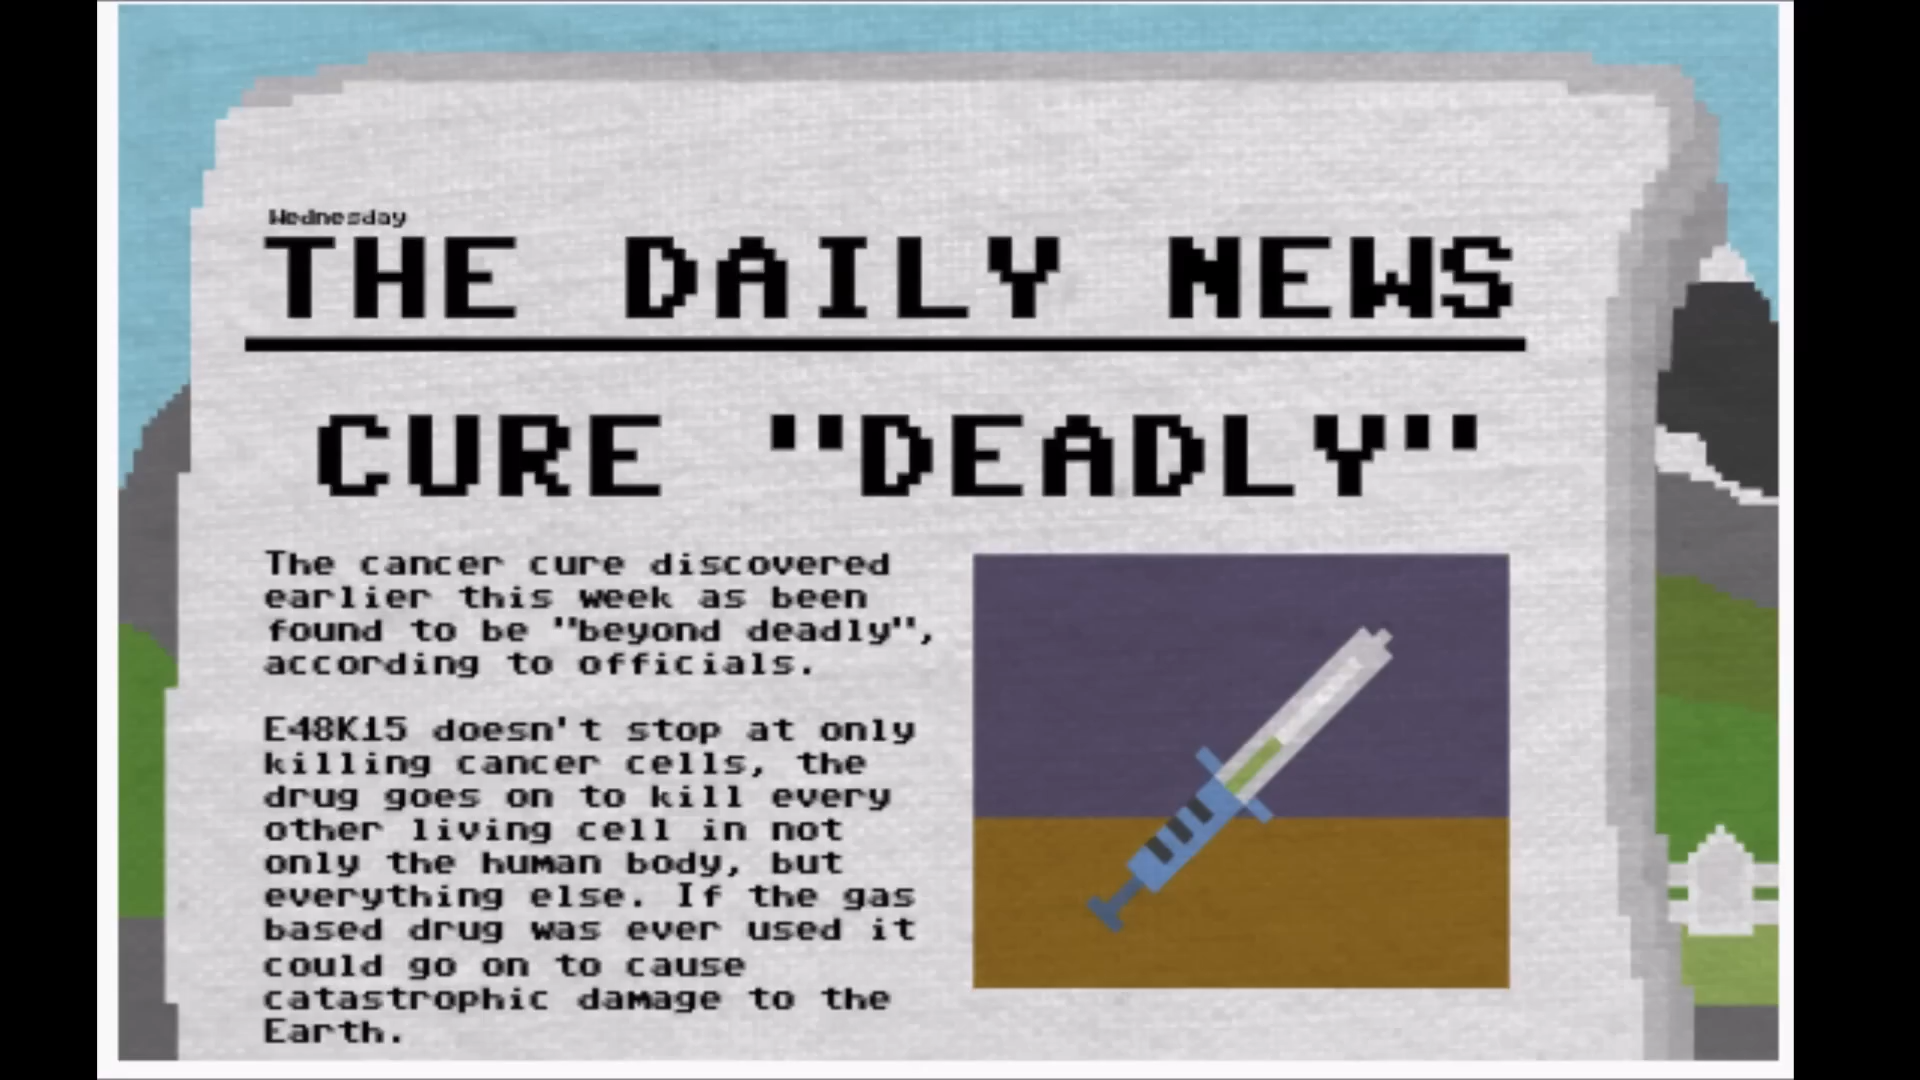 Wednesday
THE DAILY NEWS
CURE "DEADLY"
The cancer cure discovered
earlier this week as been
found to be "beyond deadly",
according to officials.
E48K15 doesn't stop at only
killing cancer cells, the
drug goes on to kill every
other living cell in not
only the human body, but
everything else. If the gas
based drug was ever used it
could go on to cause
catastrophic damage to the
Earth.